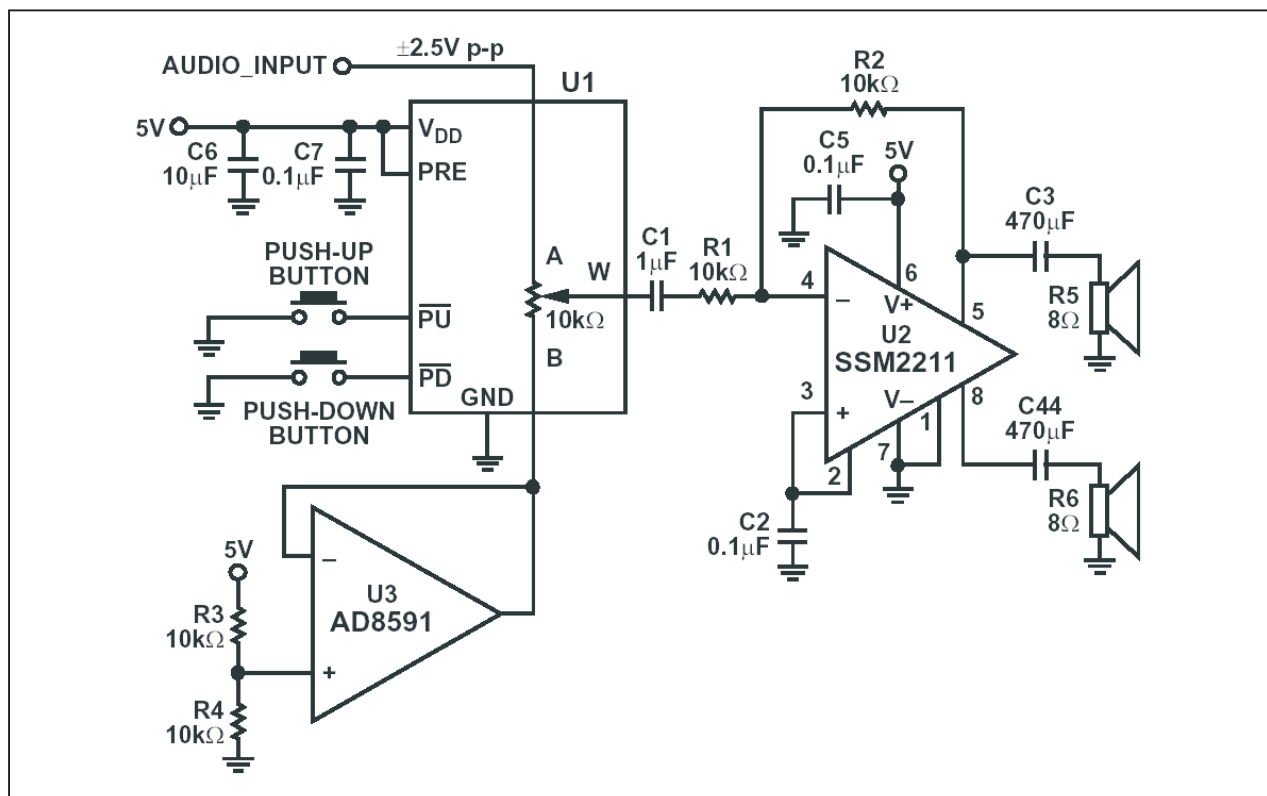 ±2.5V p-p
AUDIO_INPUT
U1
R2
10kΩ
5V
C6
10µF
C7
0.1µF
VDD
PRE
C5
0.1µF
5V
C3
470µF
PUSH-UP
BUTTON
PU
A
W
10kΩ
B
C1
1µF
R1
10kΩ
4
–
6
V+
5
U2
SSM2211
R5
8Ω
PD
PUSH-DOWN
BUTTON
GND
3
+
V–
1
8
7
2
C44
470µF
R6
8Ω
C2
0.1µF
5V
R3
10kΩ
R4
10kΩ
–
U3
AD8591
+